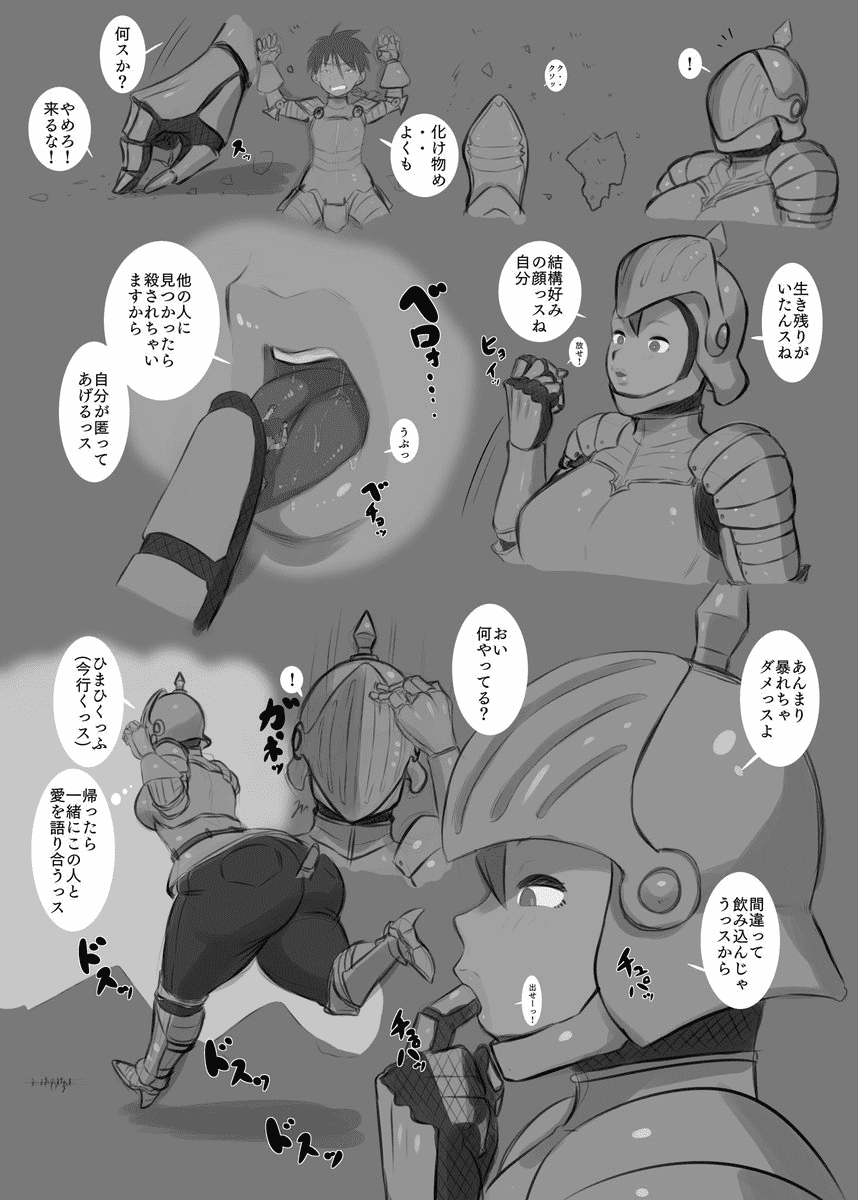 ！
ク・・
クソッ
化け物め
・・
よくも
何スか？
やめろ！
来るな！
スッ
生き残りが
いたんスね
結構好み
の顔っスね
自分
放せ！
ヒョイッ
他の人に
見つかったら
殺されちゃい
ますから
自分が匿って
あげるっス
ベロォ・・・・
うぷっ
ベチョッ
あんまり
暴れちゃ
ダメっスよ
間違って
飲み込んじゃ
うっスから
チュパッ
出せーっ！
チュパッ
おい
何やってる？
！
ガポッ
ひまひくっふ
(今行くっス)
帰ったら
一緒にこの人と
愛を語り合うっス
ドスッ
ドスッ
ドスッ